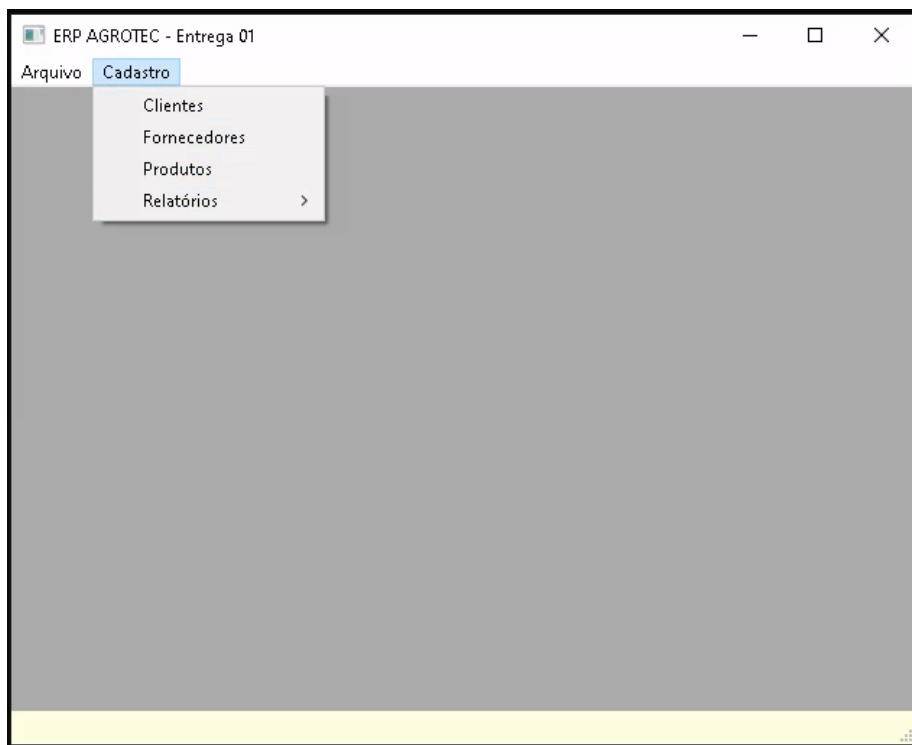 ERP AGROTEC - Entrega 01
Arquivo Cadastro
Clientes
Fornecedores
Produtos
Relatórios